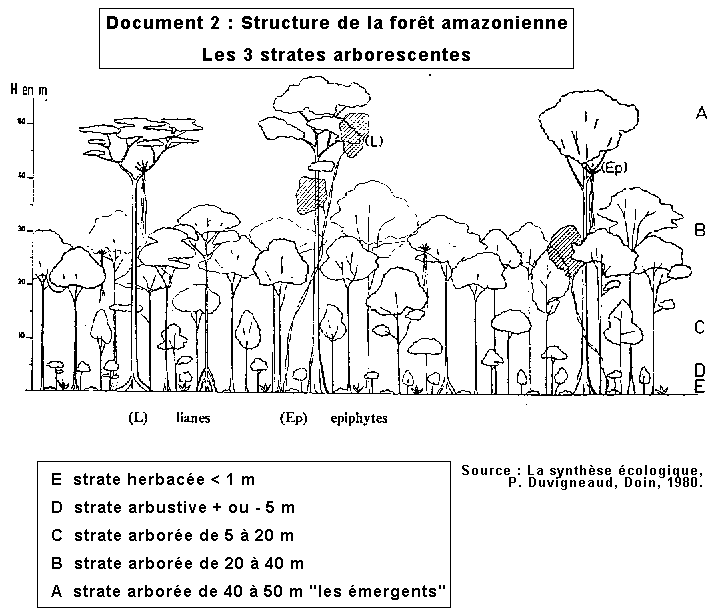 Document 2 : Structure de la forêt amazonienne
Les 3 strates arborescentes
H en m
A
50
(L)
(Ep)
40
30
B
20
10
C
D
E
(L) lianes (Ep) epiphytes
E strate herbacée < 1 m
D strate arbustive + ou - 5 m
C strate arborée de 5 à 20 m
B strate arborée de 20 à 40 m
A strate arborée de 40 à 50 m "les émergents"
Source : La synthèse écologique,
P. Duvigneaud, Doin, 1980.